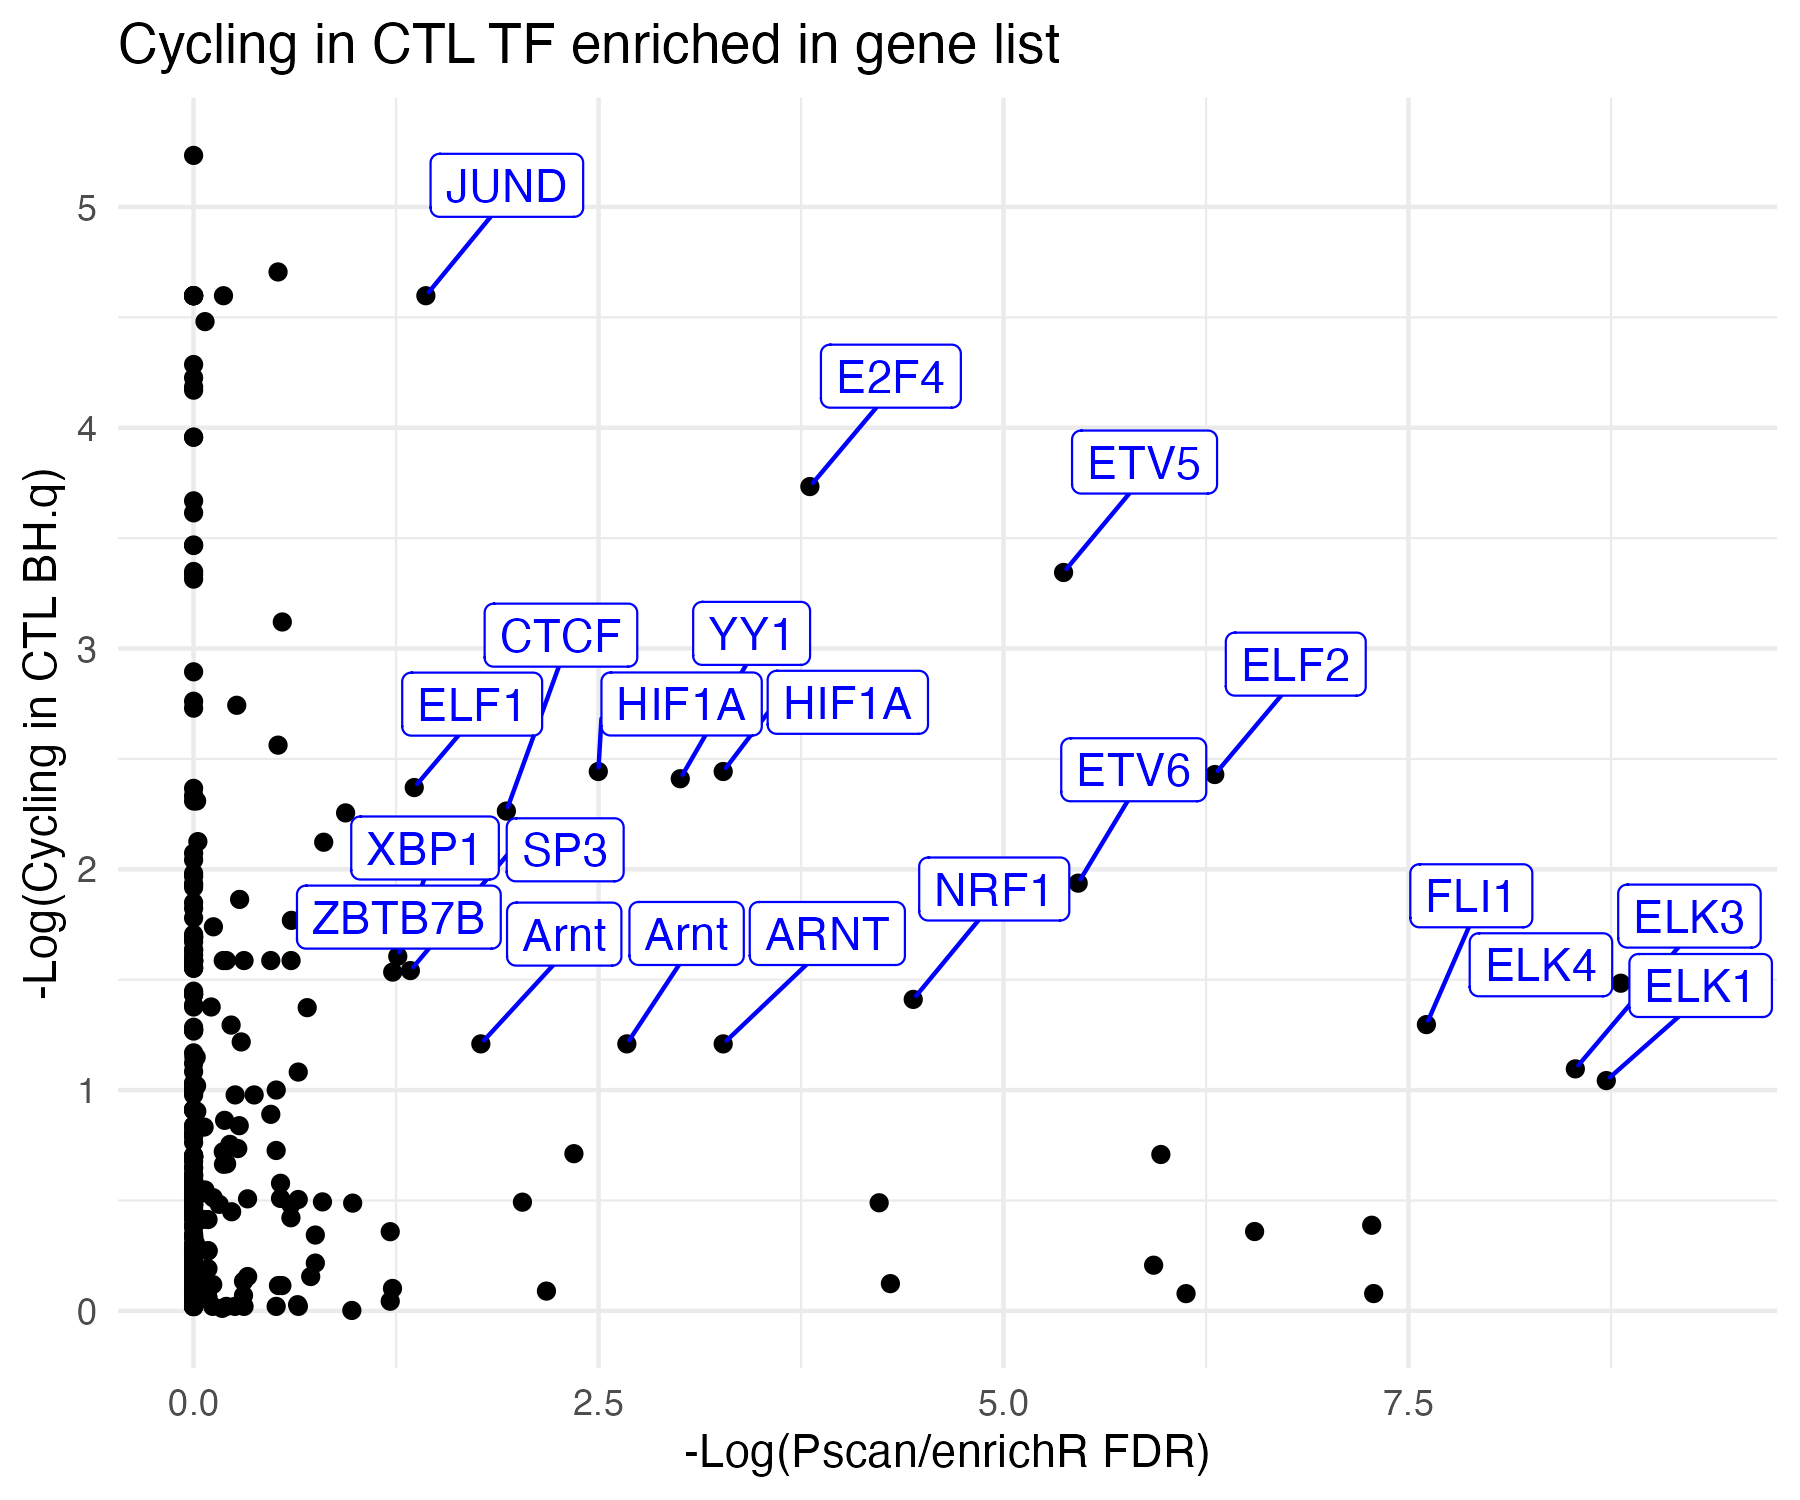 Cycling in CTL TF enriched in gene list
JUND
E2F4
ETV5
CTCF
YY1
ELF2
ELF1
HIF1A
HIF1A
ETV6
XBP1
SP3
NRF1
FLI1
ELK3
ZBTB7B
Arnt
Arnt
ARNT
ELK4
ELK1
5
4
3
2
1
0
-Log(Cycling in CTL BH.q)
0.0
2.5
5.0
7.5
-Log(Pscan/enrichR FDR)